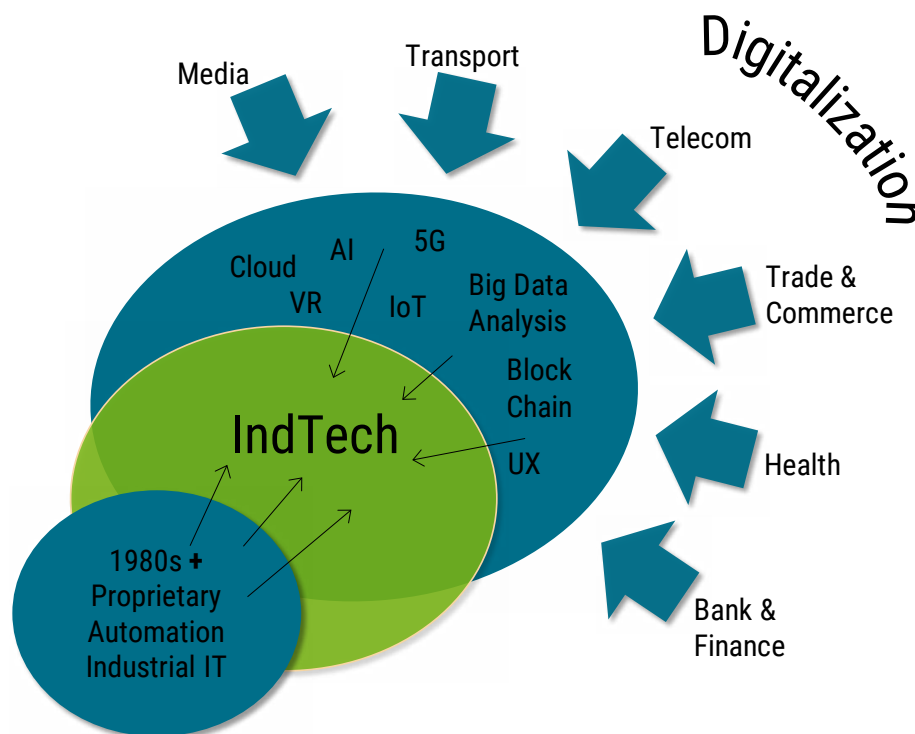 Digitalization
Media
Transport
Telecom
Trade &
Commerce
Health
Bank &
Finance
Cloud
AI
5G
VR
IoT
Big Data
Analysis
Block
Chain
UX
IndTech
1980s +
Proprietary
Automation
Industrial IT